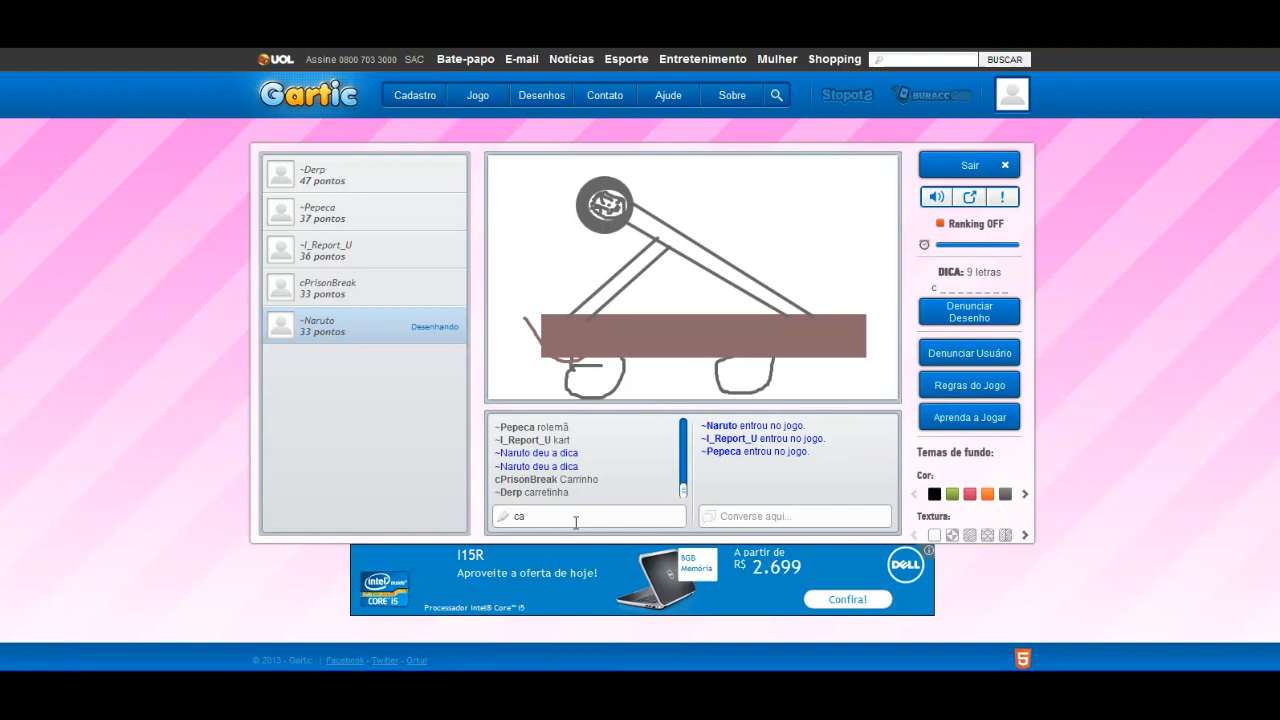 UOL Assine 0800 703 3000 SAC Bate-papo E-mail Notícias Esporte Entretenimento Mulher Shopping BUSCAR
Gartic Cadastro Jogo Desenhos Contato Ajude Sobre StopotS
~Derp
47 pontos
~Pepeca
37 pontos
~I_Report_U
36 pontos
cPrisonBreak
33 pontos
~Naruto
33 pontos
Desenhando
~Pepeca rolemã
~I_Report_U kart
~Naruto deu a dica
~Naruto deu a dica
cPrisonBreak Carrinho
~Derp carretinha
ca
~Naruto entrou no jogo.
~I_Report_U entrou no jogo.
~Pepeca entrou no jogo.
Converse aqui...
Sair ×
!
Ranking OFF
DICA: 9 letras
c _ _ _ _ _ _ _ _
Denunciar
Desenho
Denunciar Usuário
Regras do Jogo
Aprenda a Jogar
Temas de fundo:
Cor:
Textura:
I15R
Aproveite a oferta de hoje!
intel inside
CORE i5
Processador Intel® Core™ i5
8GB
Memória
A partir de
R$ 2.699
DELL
Confira!
© 2013 - Gartic | Facebook - Twitter - Orkut
5